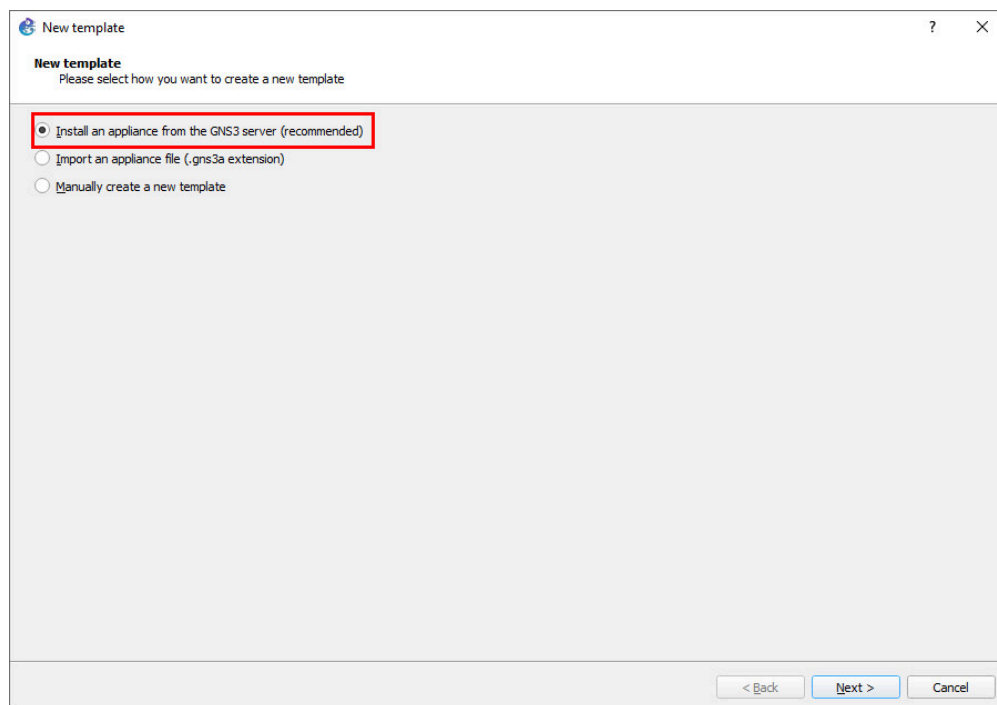 New template
?
New template
Please select how you want to create a new template
Install an appliance from the GNS3 server (recommended)
Import an appliance file (.gns3a extension)
Manually create a new template
< Back
Next >
Cancel